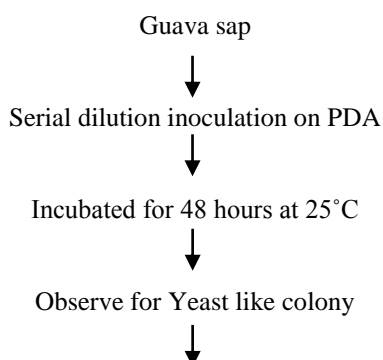 Guava sap
Serial dilution inoculation on PDA
Incubated for 48 hours at 25˚C
Observe for Yeast like colony